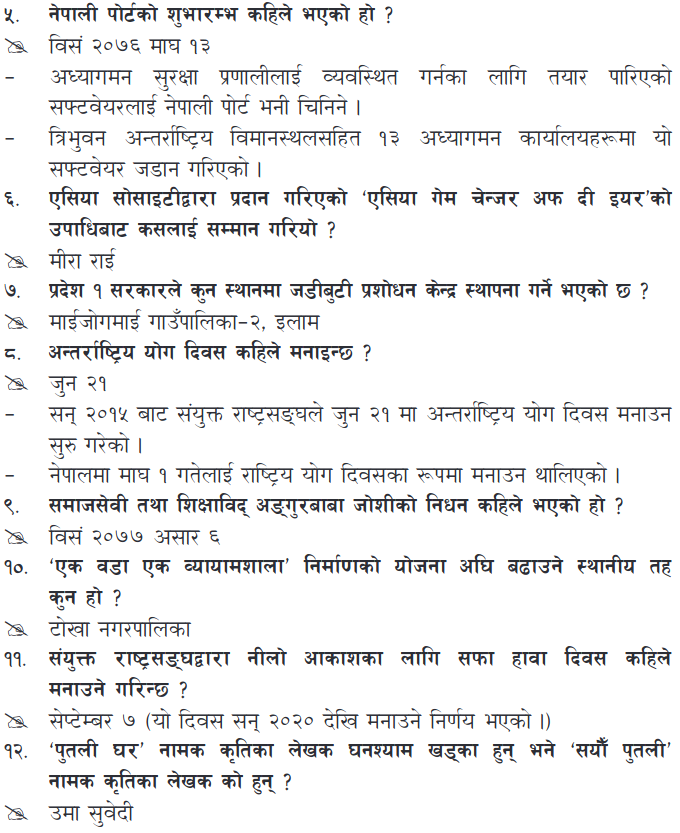 ५. नेपाली पोर्टको शुभारम्भ कहिले भएको हो ?
विसं २०७६ माघ १३
– अध्यागमन सुरक्षा प्रणालीलाई व्यवस्थित गर्नका लागि तयार पारिएको
सफ्टवेयरलाई नेपाली पोर्ट भनी चिनिने ।
– त्रिभुवन अन्तर्राष्ट्रिय विमानस्थलसहित १३ अध्यागमन कार्यालयहरूमा यो
सफ्टवेयर जडान गरिएको ।
६. एसिया सोसाइटीद्वारा प्रदान गरिएको ‘एसिया गेम चेन्जर अफ दी इयर’को
उपाधिबाट कसलाई सम्मान गरियो ?
मीरा राई
७. प्रदेश १ सरकारले कुन स्थानमा जडीबुटी प्रशोधन केन्द्र स्थापना गर्ने भएको छ ?
माईजोगमाई गाउँपालिका–२, इलाम
८. अन्तर्राष्ट्रिय योग दिवस कहिले मनाइन्छ ?
जुन २१
– सन् २०१५ बाट संयुक्त राष्ट्रसङ्घले जुन २१ मा अन्तर्राष्ट्रिय योग दिवस मनाउन
सुरु गरेको ।
– नेपालमा माघ १ गतेलाई राष्ट्रिय योग दिवसका रूपमा मनाउन थालिएको ।
९. समाजसेवी तथा शिक्षाविद् अङ्गुरबाबा जोशीको निधन कहिले भएको हो ?
विसं २०७७ असार ६
१०. ‘एक वडा एक व्यायामशाला’ निर्माणको योजना अघि बढाउने स्थानीय तह
कुन हो ?
टोखा नगरपालिका
११. संयुक्त राष्ट्रसङ्घद्वारा नीलो आकाशका लागि सफा हावा दिवस कहिले
मनाउने गरिन्छ ?
सेप्टेम्बर ७ (यो दिवस सन् २०२० देखि मनाउने निर्णय भएको ।)
१२. ‘पुतली घर’ नामक कृतिका लेखक घनश्याम खड्का हुन् भने ‘सयौँ पुतली’
नामक कृतिका लेखक को हुन् ?
उमा सुवेदी